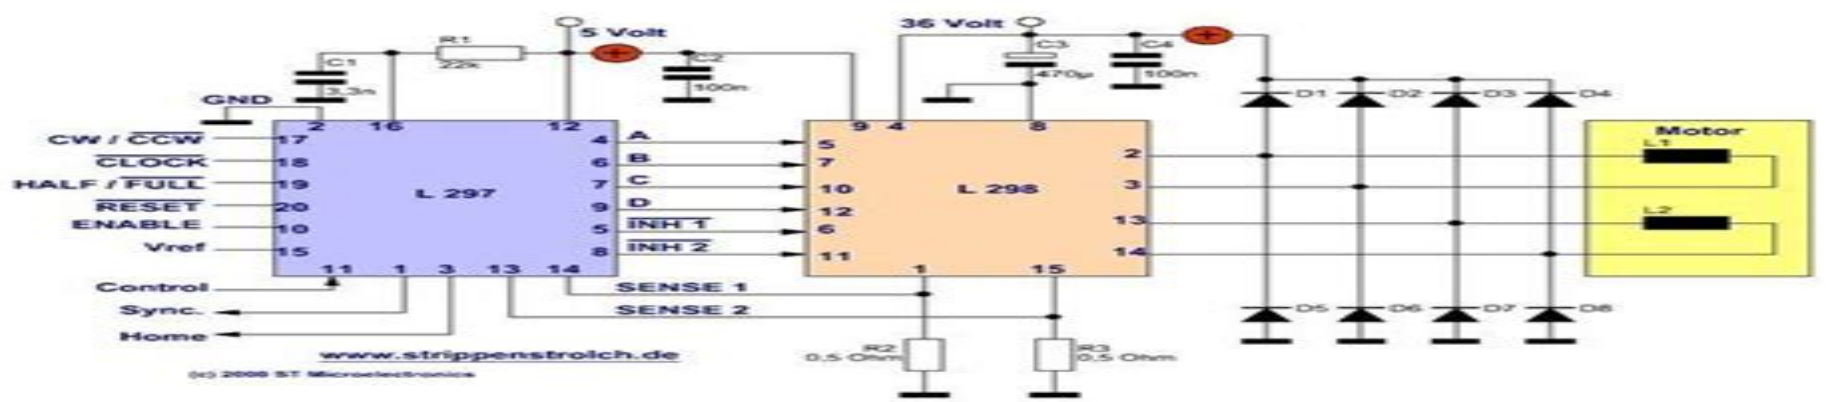 5 Volt
36 Volt
R1
22k
C1
3,3n
C2
100n
C3
470µ
C4
100n
GND
2 16 12
9 4 8
D1 D2 D3 D4
Motor
CW / CCW 17
CLOCK 18
HALF / FULL 19
RESET 20
ENABLE 10
Vref 15
L 297
4 A 5
6 B 7
7 C 10
9 D 12
5 INH 1 6
8 INH 2 11
L 298
2
3
13
14
L1
L2
11 1 3 13 14
1 15
Control
Sync.
Home
SENSE 1
SENSE 2
D5 D6 D7 D8
R2
0,5 Ohm
R3
0,5 Ohm
www.strippenstrolch.de
(c) 2000 ST Microelectronics